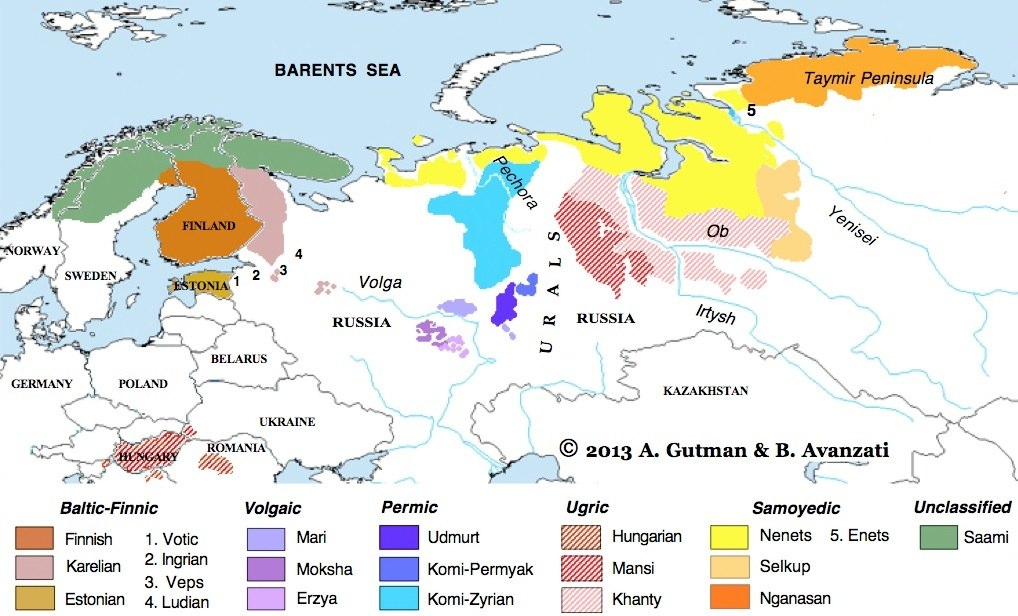 BARENTS SEA
Taymir Peninsula
5
Pechora
Yenisei
FINLAND
Ob
NORWAY
SWEDEN
4
3
2
1
ESTONIA
Volga
URALS
RUSSIA
RUSSIA
Irtysh
BELARUS
GERMANY
POLAND
KAZAKHSTAN
UKRAINE
ROMANIA
HUNGARY
© 2013 A. Gutman & B. Avanzati
Baltic-Finnic
Finnish
Karelian
Estonian
1. Votic
2. Ingrian
3. Veps
4. Ludian
Volgaic
Mari
Moksha
Erzya
Permic
Udmurt
Komi-Permyak
Komi-Zyrian
Ugric
Hungarian
Mansi
Khanty
Samoyedic
Nenets
5. Enets
Selkup
Nganasan
Unclassified
Saami